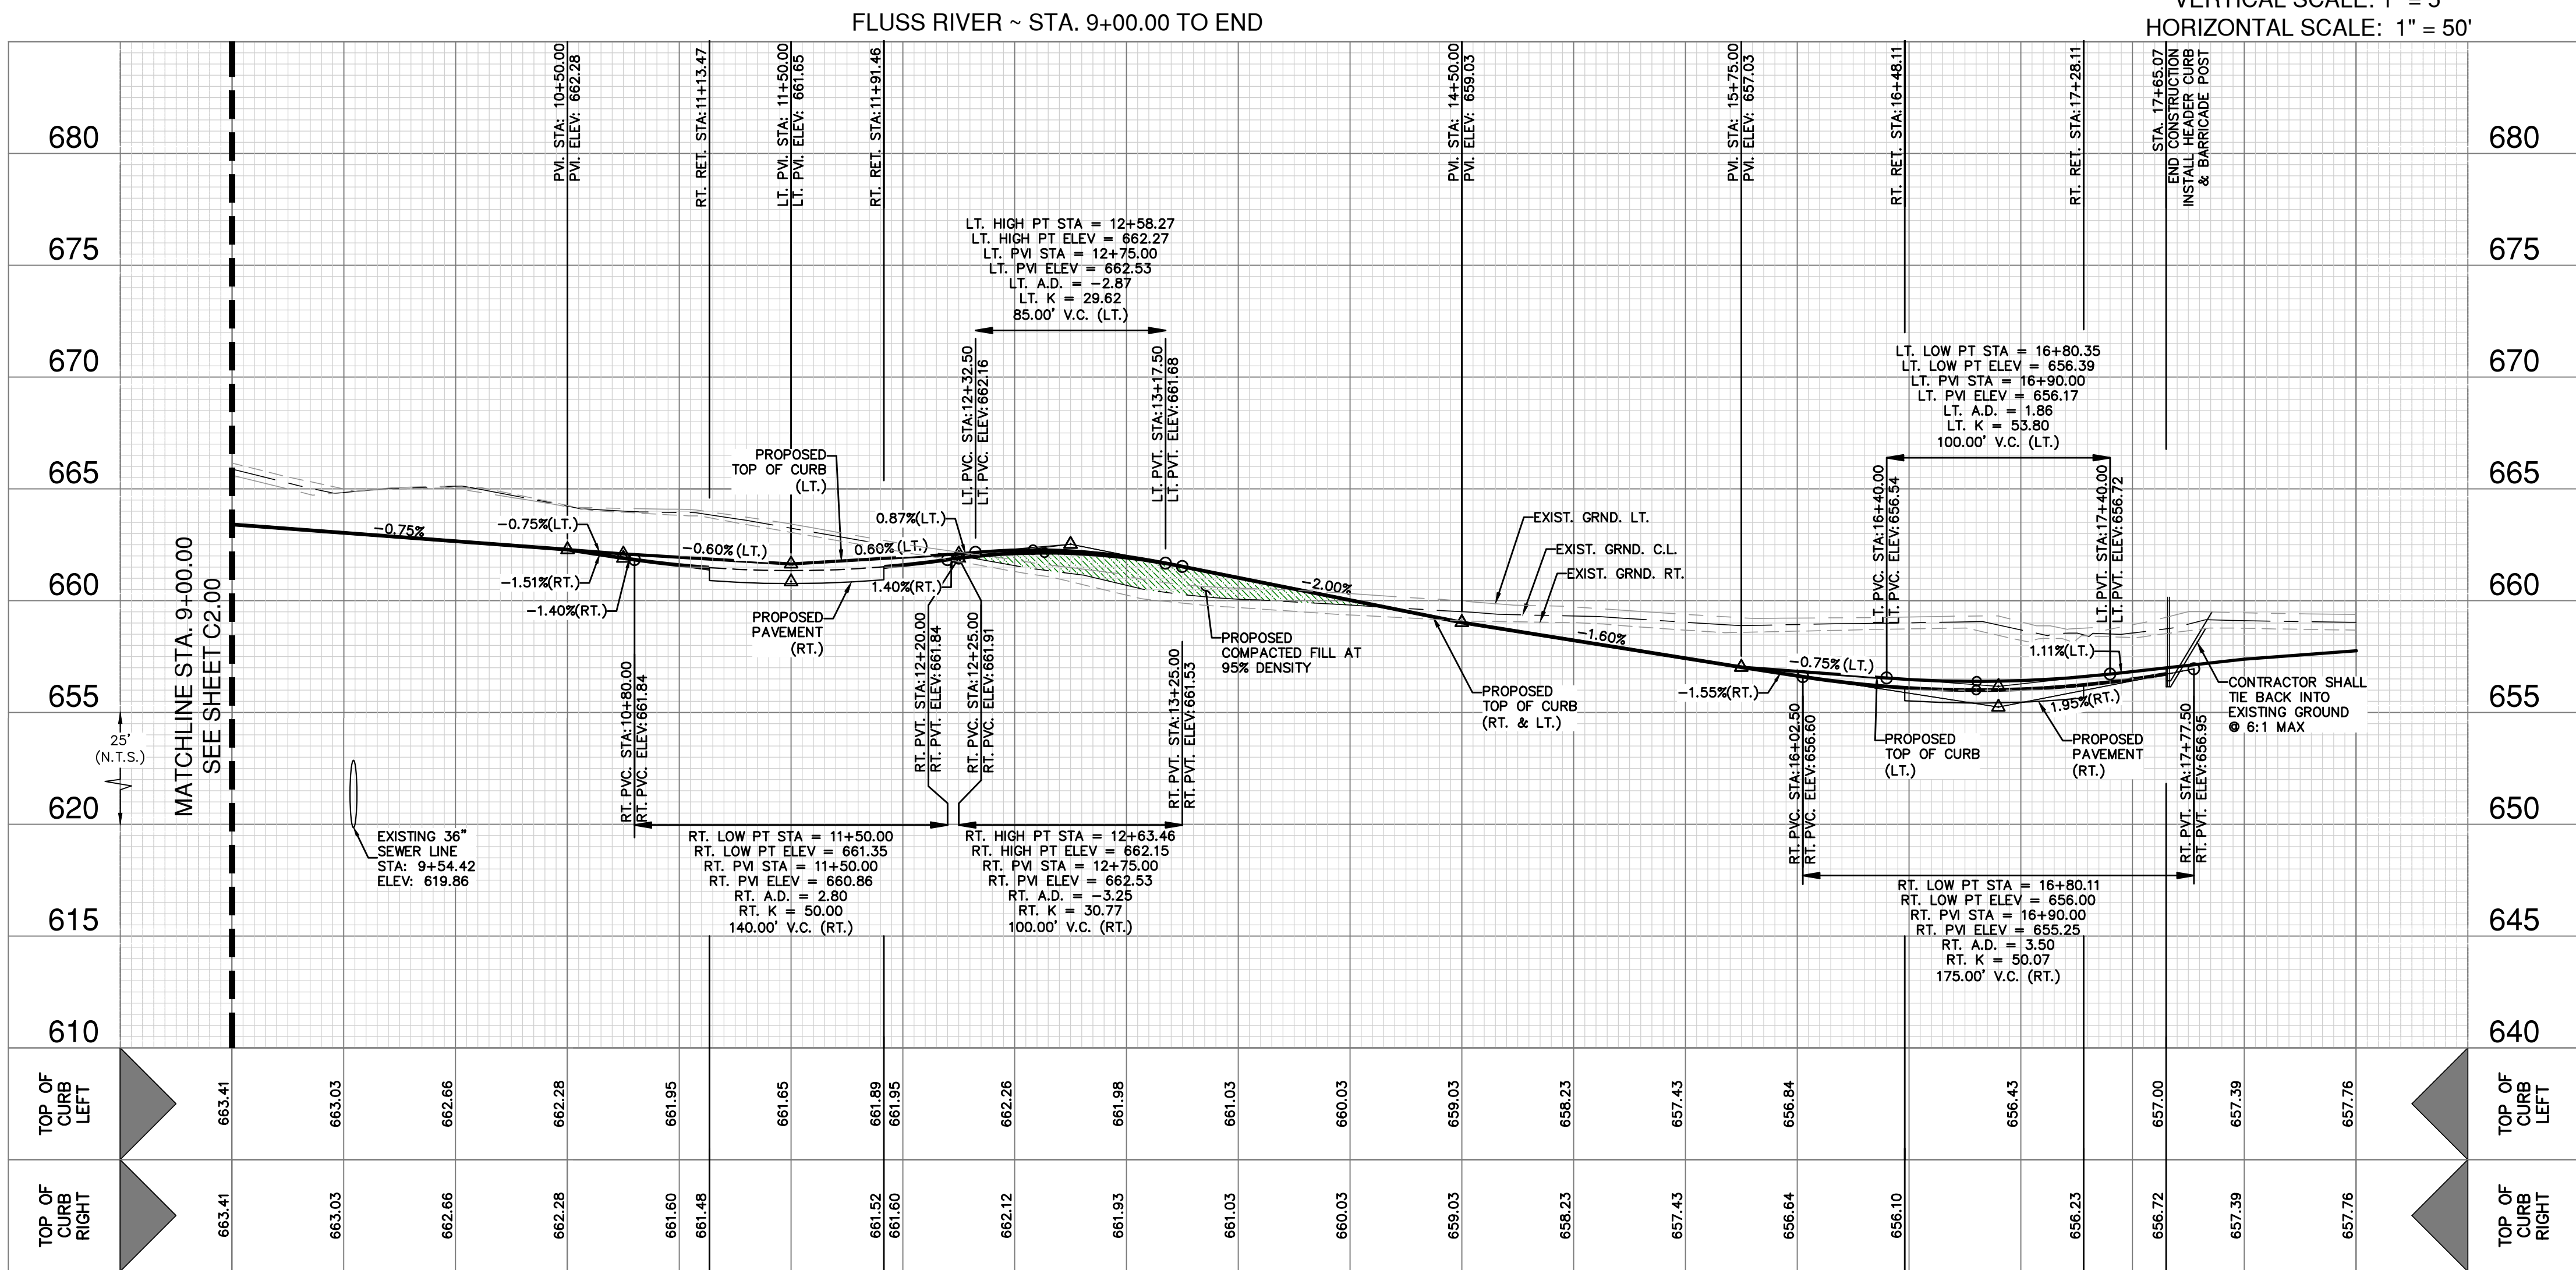 FLUSS RIVER ~ STA. 9+00.00 TO END
VERTICAL SCALE: 1" = 5'
HORIZONTAL SCALE: 1" = 50'
PVI. STA: 10+50.00
PVI. ELEV: 662.28
RT. RET. STA:11+13.47
LT. PVI. STA: 11+50.00
LT. PVI. ELEV: 661.65
RT. RET. STA:11+91.46
PVI. STA: 14+50.00
PVI. ELEV: 659.03
PVI. STA: 15+75.00
PVI. ELEV: 657.03
RT. RET. STA:16+48.11
RT. RET. STA:17+28.11
STA. 17+65.07
END CONSTRUCTION
INSTALL HEADER CURB
& BARRICADE POST
680
675
670
665
660
655
620
615
610
680
675
670
665
660
655
650
645
640
25'
(N.T.S.)
MATCHLINE STA. 9+00.00
SEE SHEET C2.00
LT. HIGH PT STA = 12+58.27
LT. HIGH PT ELEV = 662.27
LT. PVI STA = 12+75.00
LT. PVI ELEV = 662.53
LT. A.D. = -2.87
LT. K = 29.62
85.00' V.C. (LT.)
LT. PVC. STA:12+32.50
LT. PVC. ELEV:662.16
LT. PVT. STA:13+17.50
LT. PVT. ELEV:661.68
LT. LOW PT STA = 16+80.35
LT. LOW PT ELEV = 656.39
LT. PVI STA = 16+90.00
LT. PVI ELEV = 656.17
LT. A.D. = 1.86
LT. K = 53.80
100.00' V.C. (LT.)
LT. PVC. STA:16+40.00
LT. PVC. ELEV:656.54
LT. PVT. STA:17+40.00
LT. PVT. ELEV:656.72
PROPOSED
TOP OF CURB
(LT.)
-0.75%
-0.75%(LT.)
-1.51%(RT.)
-1.40%(RT.)
-0.60%(LT.)
0.60%(LT.)
0.87%(LT.)
1.40%(RT.)
PROPOSED
PAVEMENT
(RT.)
PROPOSED
COMPACTED FILL AT
95% DENSITY
-2.00%
EXIST. GRND. LT.
EXIST. GRND. C.L.
EXIST. GRND. RT.
-1.60%
PROPOSED
TOP OF CURB
(RT. & LT.)
-0.75%(LT.)
-1.55%(RT.)
1.11%(LT.)
1.95%(RT.)
PROPOSED
TOP OF CURB
(LT.)
PROPOSED
PAVEMENT
(RT.)
CONTRACTOR SHALL
TIE BACK INTO
EXISTING GROUND
@ 6:1 MAX
EXISTING 36"
SEWER LINE
STA: 9+54.42
ELEV: 619.86
RT. PVC. STA:10+80.00
RT. PVC. ELEV:661.84
RT. PVT. STA:12+20.00
RT. PVT. ELEV:661.84
RT. PVC. STA:12+25.00
RT. PVC. ELEV:661.91
RT. PVT. STA:13+25.00
RT. PVT. ELEV:661.53
RT. PVC. STA:16+02.50
RT. PVC. ELEV:656.60
RT. PVT. STA:17+77.50
RT. PVT. ELEV:656.95
RT. LOW PT STA = 11+50.00
RT. LOW PT ELEV = 661.35
RT. PVI STA = 11+50.00
RT. PVI ELEV = 660.86
RT. A.D. = 2.80
RT. K = 50.00
140.00' V.C. (RT.)
RT. HIGH PT STA = 12+63.46
RT. HIGH PT ELEV = 662.15
RT. PVI STA = 12+75.00
RT. PVI ELEV = 662.53
RT. A.D. = -3.25
RT. K = 30.77
100.00' V.C. (RT.)
RT. LOW PT STA = 16+80.11
RT. LOW PT ELEV = 656.00
RT. PVI STA = 16+90.00
RT. PVI ELEV = 655.25
RT. A.D. = 3.50
RT. K = 50.07
175.00' V.C. (RT.)
TOP OF
CURB
LEFT
663.41
663.03
662.66
662.28
661.95
661.65
661.89
661.95
662.26
661.98
661.03
660.03
659.03
658.23
657.43
656.84
656.43
657.00
657.39
657.76
TOP OF
CURB
LEFT
TOP OF
CURB
RIGHT
663.41
663.03
662.66
662.28
661.60
661.48
661.52
661.60
662.12
661.93
661.03
660.03
659.03
658.23
657.43
656.64
656.10
656.23
656.72
657.39
657.76
TOP OF
CURB
RIGHT